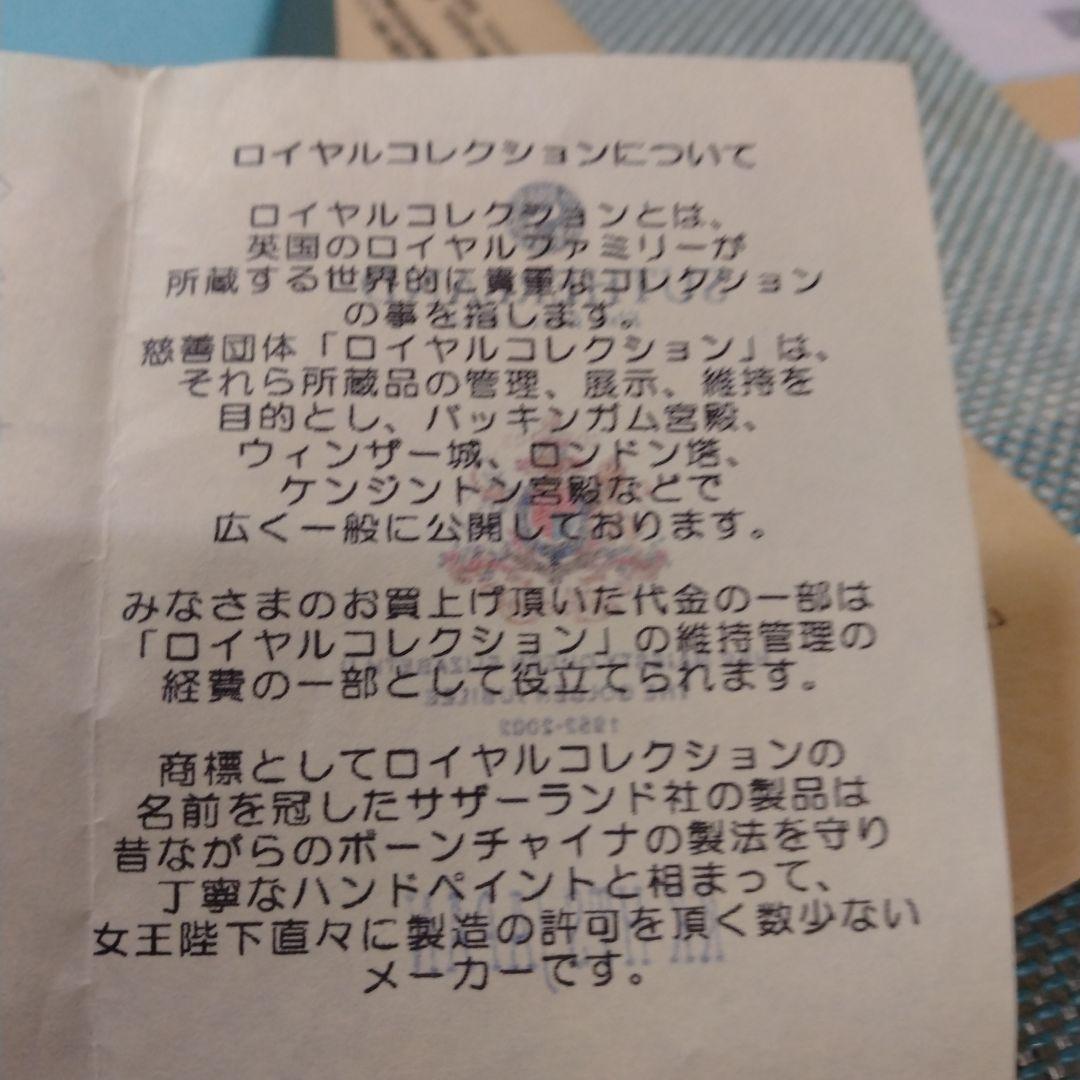 ロイヤルコレクションについて
ロイヤルコレクションとは、
英国のロイヤルファミリーが
所蔵する世界的に貴重なコレクション
の事を指します。
慈善団体「ロイヤルコレクション」は、
それら所蔵品の管理、展示、維持を
目的とし、バッキンガム宮殿、
ウィンザー城、ロンドン塔、
ケンジントン宮殿などで
広く一般に公開しております。
みなさまのお買上げ頂いた代金の一部は
「ロイヤルコレクション」の維持管理の
経費の一部として役立てられます。
商標としてロイヤルコレクションの
名前を冠したサザーランド社の製品は
昔ながらのボーンチャイナの製法を守り
丁寧なハンドペイントと相まって、
女王陛下直々に製造の許可を頂く数少ない
メーカーです。